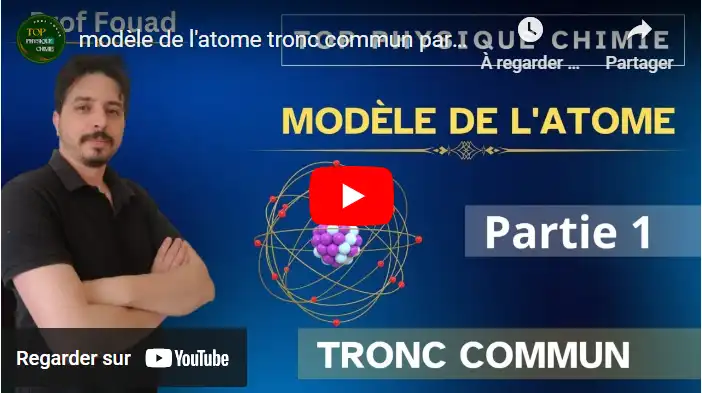 Prof Fouad
TOP PHYSIQUE CHIMIE
TOP
PHYSIQUE
CHIMIE
modèle de l'atome tronc commun par...
À regarder ...
Partager
MODÈLE DE L'ATOME
Partie 1
TRONC COMMUN
Regarder sur YouTube